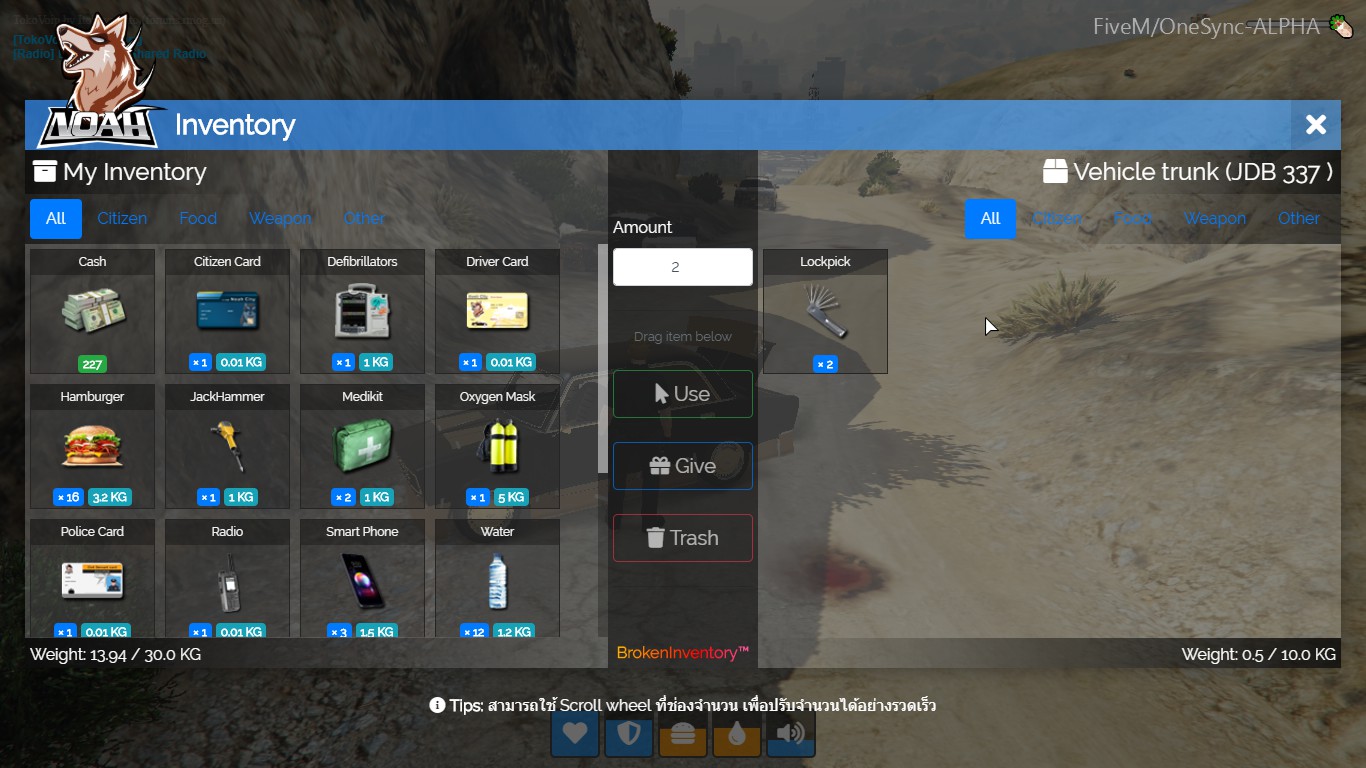 FiveM/OneSync-ALPHA
[Radio]
Shared Radio
NOAH
Inventory
My Inventory
Vehicle trunk (JDB 337 )
All Citizen Food Weapon Other
All Citizen Food Weapon Other
Amount
2
Drag item below
Use
Give
Trash
BrokenInventory™
Cash
227
Citizen Card
× 1 0.01 KG
Defibrillators
× 1 1 KG
Driver Card
× 1 0.01 KG
Hamburger
× 16 3.2 KG
JackHammer
× 1 1 KG
Medikit
× 2 1 KG
Oxygen Mask
× 1 5 KG
Police Card
× 1 0.01 KG
Radio
× 1 0.01 KG
Smart Phone
× 3 1.5 KG
Water
× 12 1.2 KG
Lockpick
× 2
Weight: 13.94 / 30.0 KG
Weight: 0.5 / 10.0 KG
Tips: สามารถใช้ Scroll wheel ที่ช่องจำนวน เพื่อปรับจำนวนได้อย่างรวดเร็ว